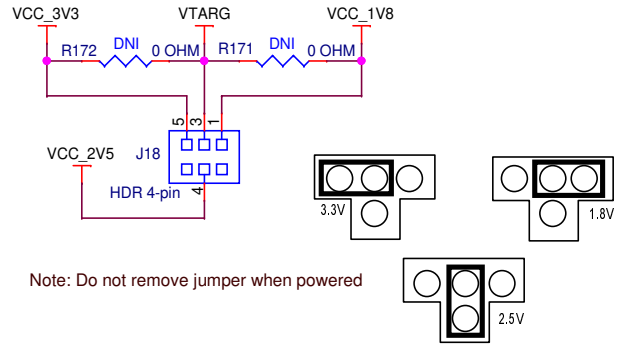 VCC_3V3 VTARG VCC_1V8
R172 DNI 0 OHM R171 DNI 0 OHM
5 3 1
J18
VCC_2V5
HDR 4-pin 4
3.3V
1.8V
Note: Do not remove jumper when powered
2.5V